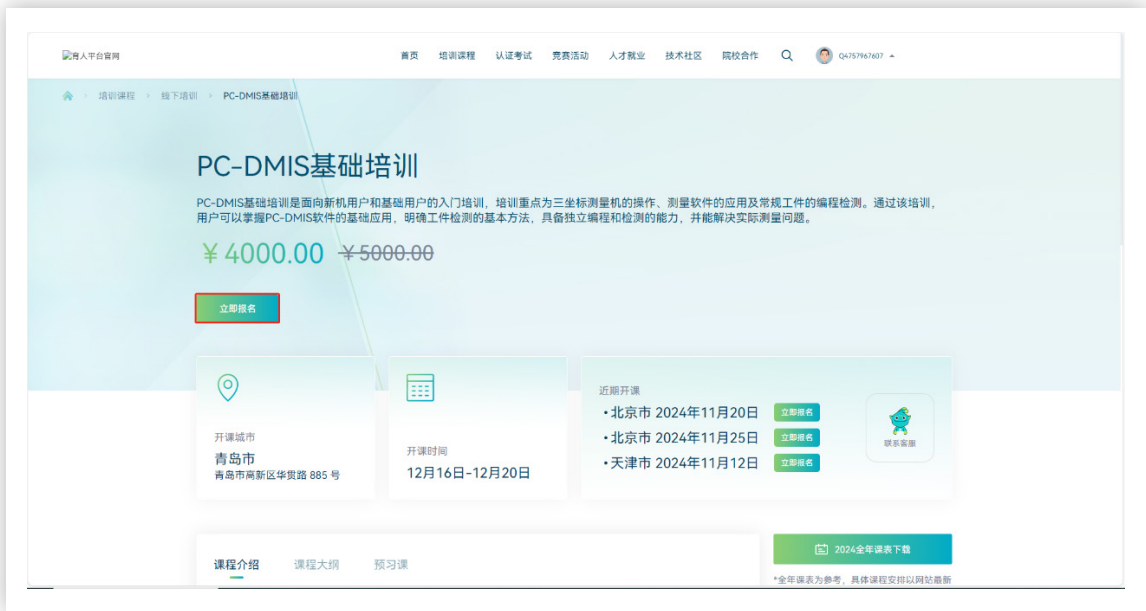 育人平台官网
首页 培训课程 认证考试 竞赛活动 人才就业 技术社区 院校合作 Q4757967607
培训课程 > 线下培训 > PC-DMIS基础培训
PC-DMIS基础培训
PC-DMIS基础培训是面向新机用户和基础用户的入门培训，培训重点为三坐标测量机的操作、测量软件的应用及常规工件的编程检测。通过该培训，
用户可以掌握PC-DMIS软件的基础应用，明确工件检测的基本方法，具备独立编程和检测的能力，并能解决实际测量问题。
￥4000.00 ￥5000.00
立即报名
开课城市
青岛市
青岛市高新区华贯路 885 号
开课时间
12月16日-12月20日
近期开课
•北京市 2024年11月20日 立即报名
•北京市 2024年11月25日 立即报名
•天津市 2024年11月12日 立即报名
联系客服
课程介绍 课程大纲 预习课
2024全年课表下载
*全年课表为参考，具体课程安排以网站最新